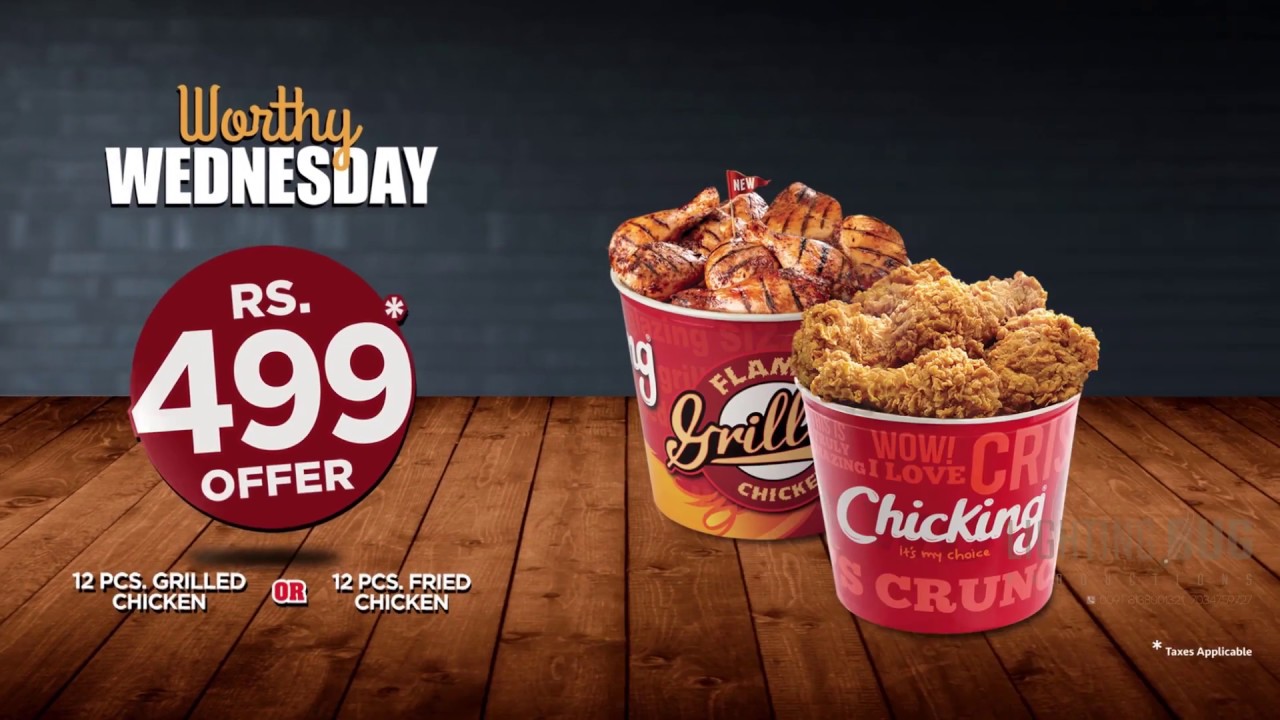 Worthy
WEDNESDAY
RS.
499*
OFFER
12 PCS. GRILLED
CHICKEN
OR
12 PCS. FRIED
CHICKEN
NEW
FLAM
Grill
CHICKE
WOW!
I LOVE
CRIS
Chicking
It's my choice
S CRUNC
* Taxes Applicable